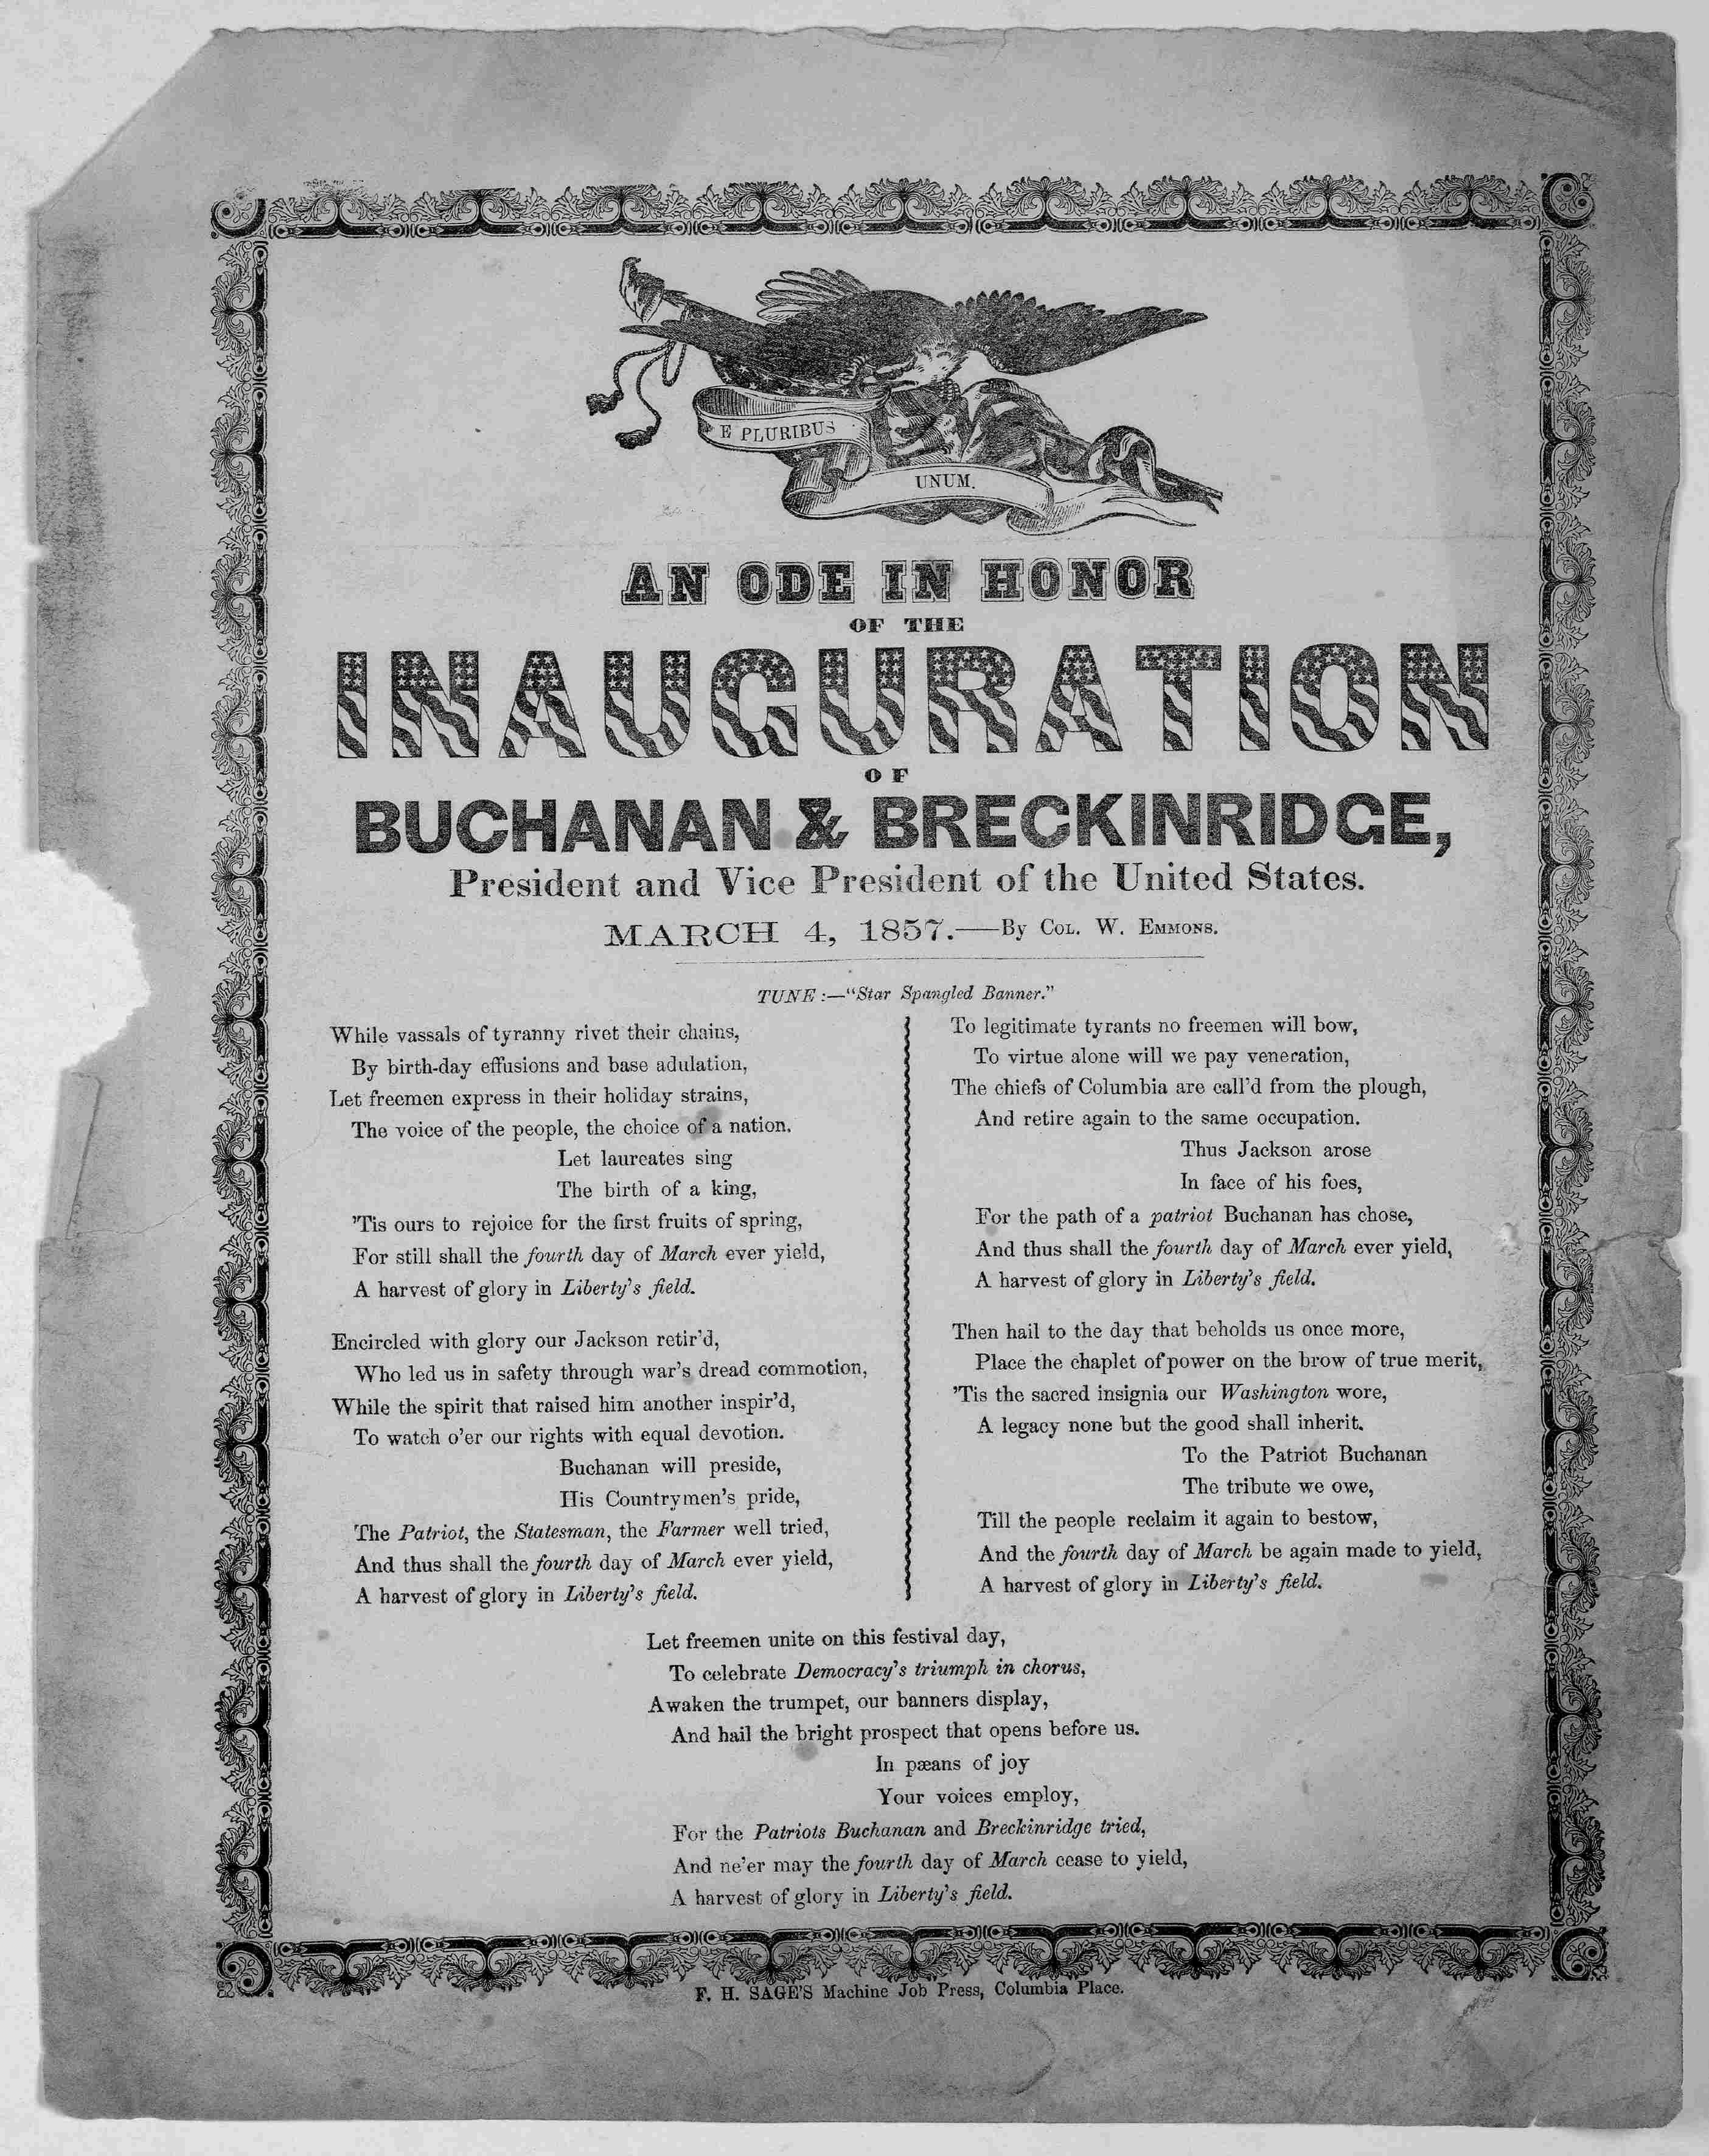 E PLURIBUS
UNUM.
AN ODE IN HONOR
OF THE
INAUGURATION
OF
BUCHANAN & BRECKINRIDGE,
President and Vice President of the United States.
MARCH 4, 1857.—By Col. W. Emmons.
TUNE:—"Star Spangled Banner."
While vassals of tyranny rivet their chains,
By birth-day effusions and base adulation,
Let freemen express in their holiday strains,
The voice of the people, the choice of a nation.
Let laureates sing
The birth of a king,
'Tis ours to rejoice for the first fruits of spring,
For still shall the fourth day of March ever yield,
A harvest of glory in Liberty's field.
Encircled with glory our Jackson retir'd,
Who led us in safety through war's dread commotion,
While the spirit that raised him another inspir'd,
To watch o'er our rights with equal devotion.
Buchanan will preside,
His Countrymen's pride,
The Patriot, the Statesman, the Farmer well tried,
And thus shall the fourth day of March ever yield,
A harvest of glory in Liberty's field.
To legitimate tyrants no freemen will bow,
To virtue alone will we pay veneration,
The chiefs of Columbia are call'd from the plough,
And retire again to the same occupation.
Thus Jackson arose
In face of his foes,
For the path of a patriot Buchanan has chose,
And thus shall the fourth day of March ever yield,
A harvest of glory in Liberty's field.
Then hail to the day that beholds us once more,
Place the chaplet of power on the brow of true merit,
'Tis the sacred insignia our Washington wore,
A legacy none but the good shall inherit.
To the Patriot Buchanan
The tribute we owe,
Till the people reclaim it again to bestow,
And the fourth day of March be again made to yield,
A harvest of glory in Liberty's field.
Let freemen unite on this festival day,
To celebrate Democracy's triumph in chorus,
Awaken the trumpet, our banners display,
And hail the bright prospect that opens before us.
In pæans of joy
Your voices employ,
For the Patriots Buchanan and Breckinridge tried,
And ne'er may the fourth day of March cease to yield,
A harvest of glory in Liberty's field.
F. H. SAGE'S Machine Job Press, Columbia Place.